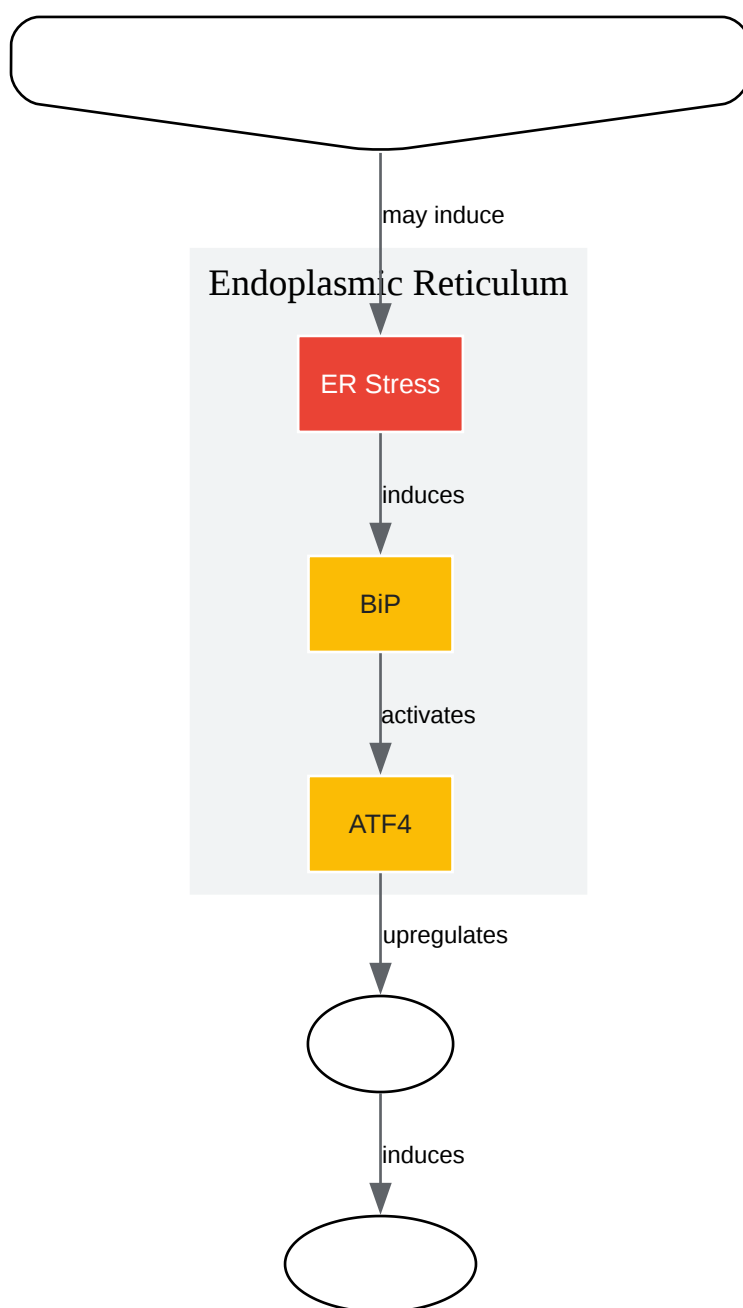 may induce
Endoplasmic Reticulum
ER Stress
induces
BiP
activates
ATF4
upregulates
induces